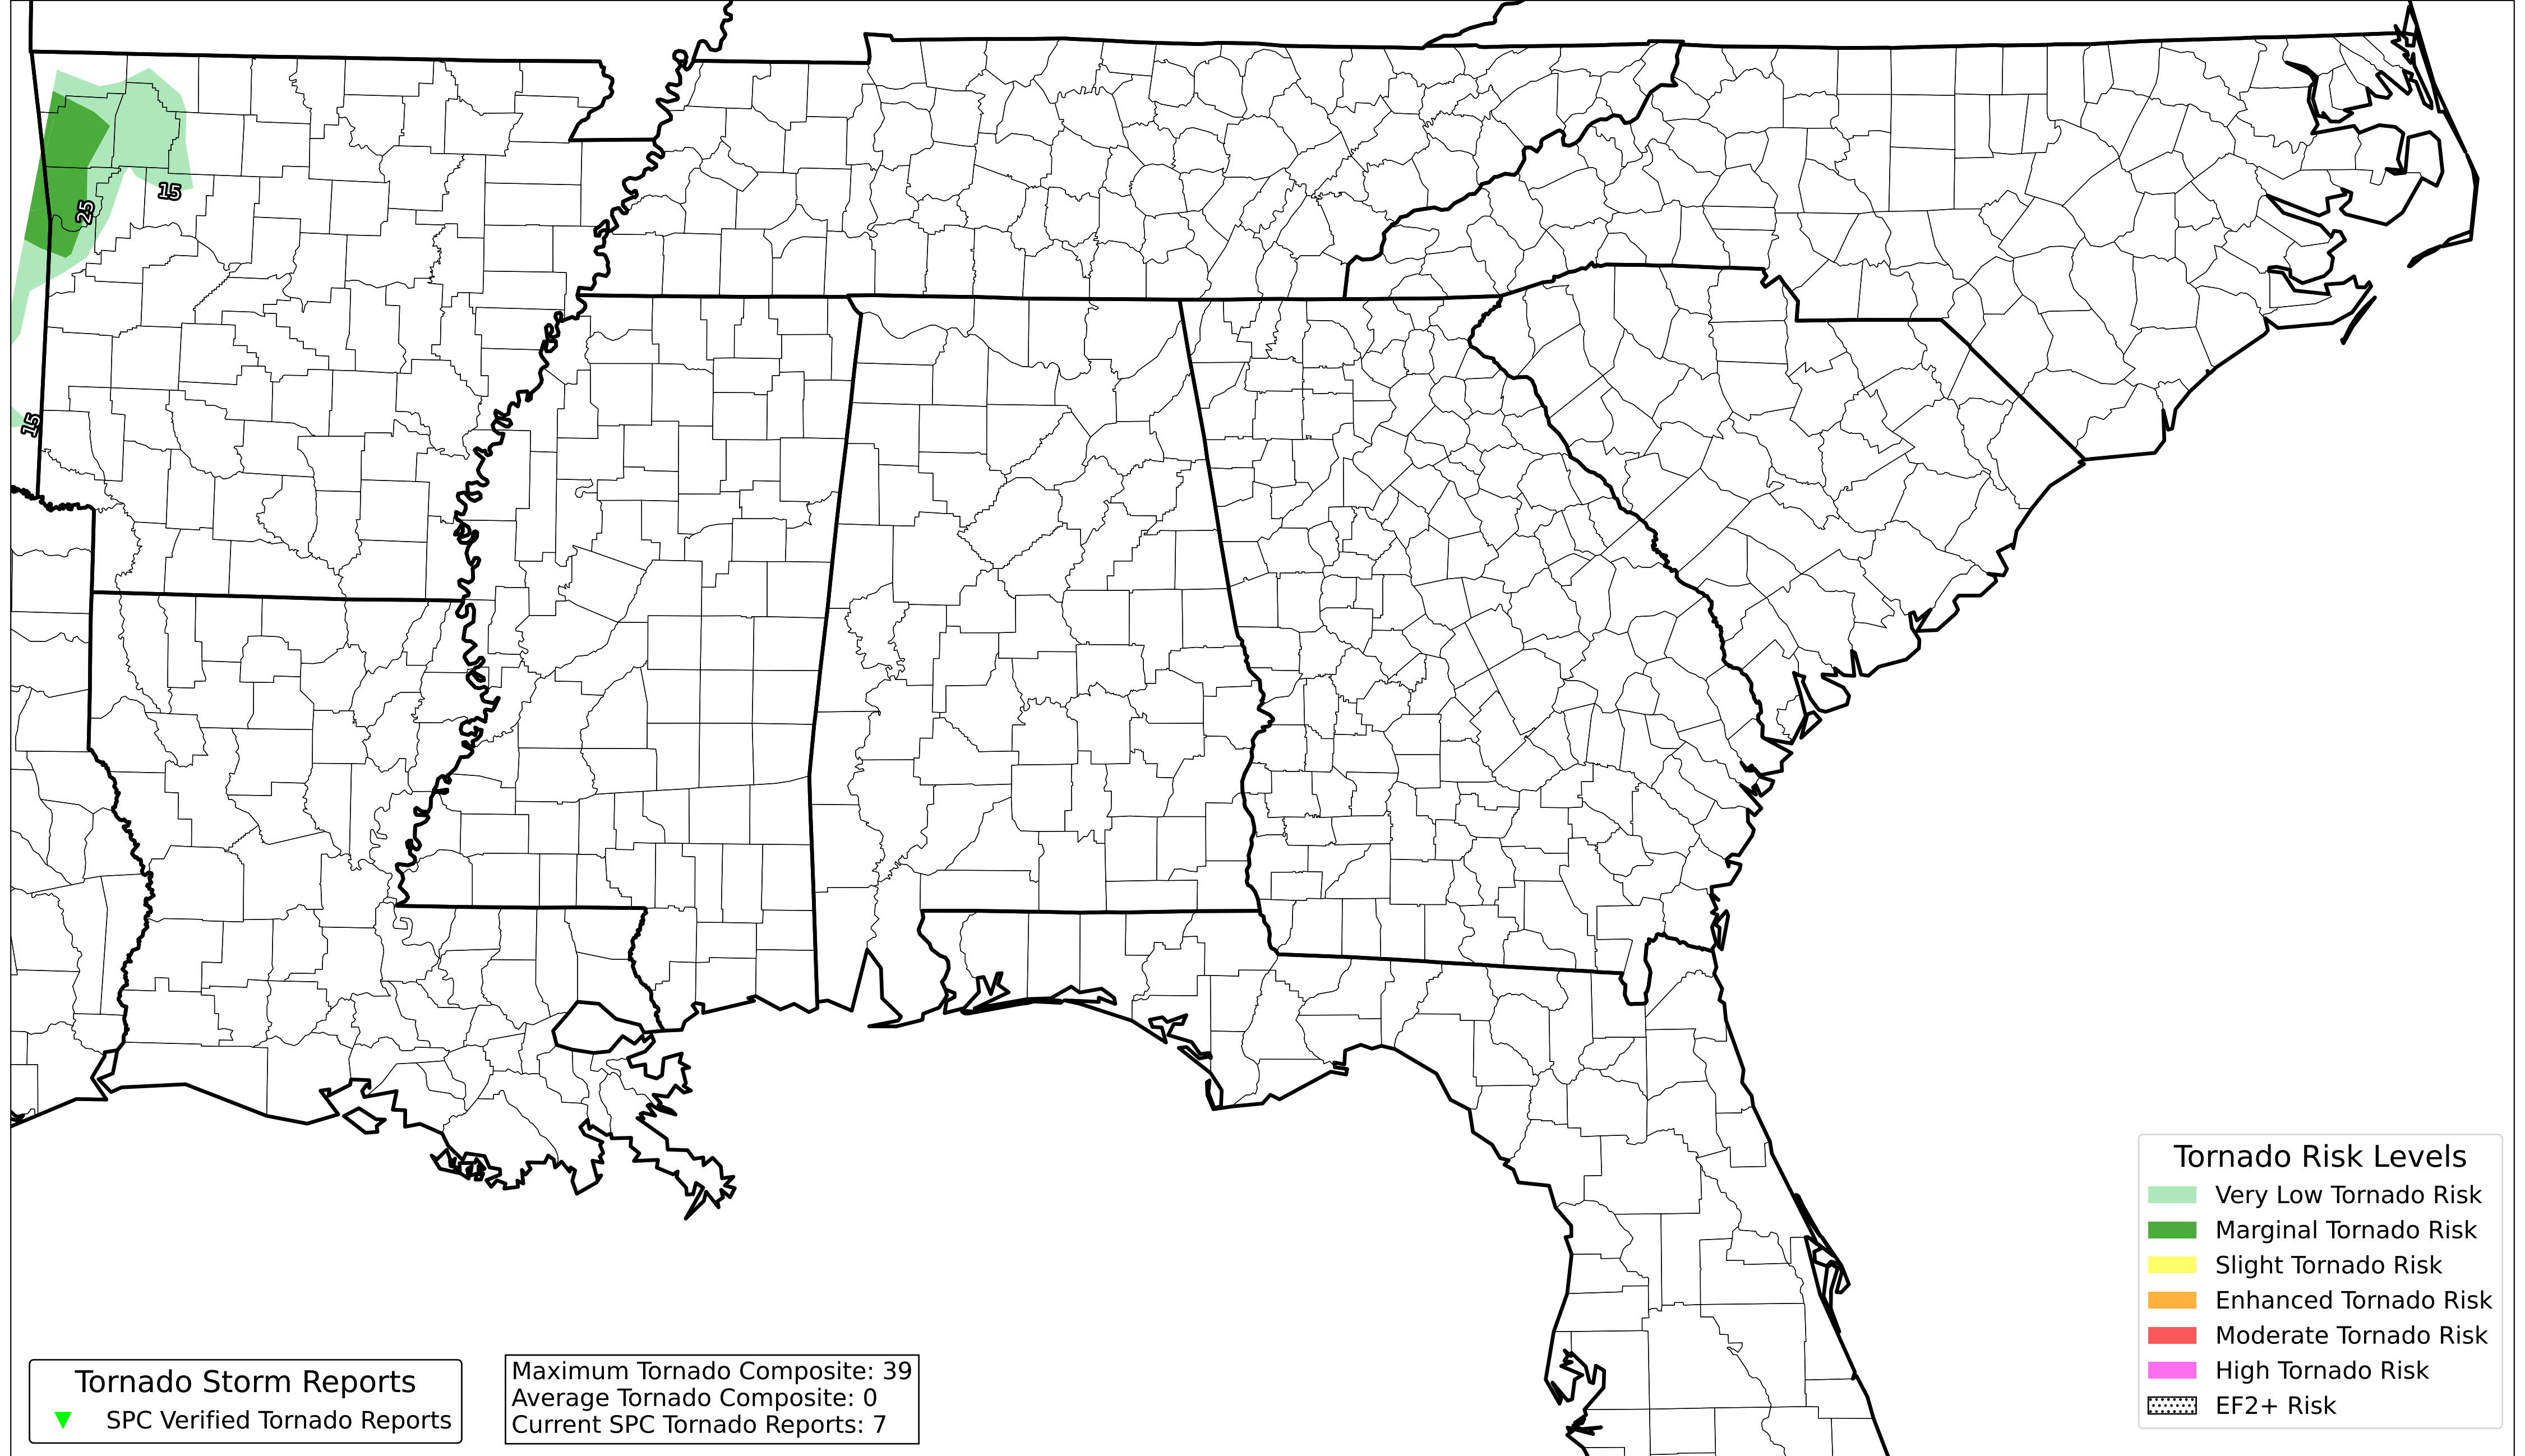 15
25
15
Tornado Risk Levels
Very Low Tornado Risk
Marginal Tornado Risk
Slight Tornado Risk
Enhanced Tornado Risk
Moderate Tornado Risk
High Tornado Risk
EF2+ Risk
Tornado Storm Reports
SPC Verified Tornado Reports
Maximum Tornado Composite: 39
Average Tornado Composite: 0
Current SPC Tornado Reports: 7